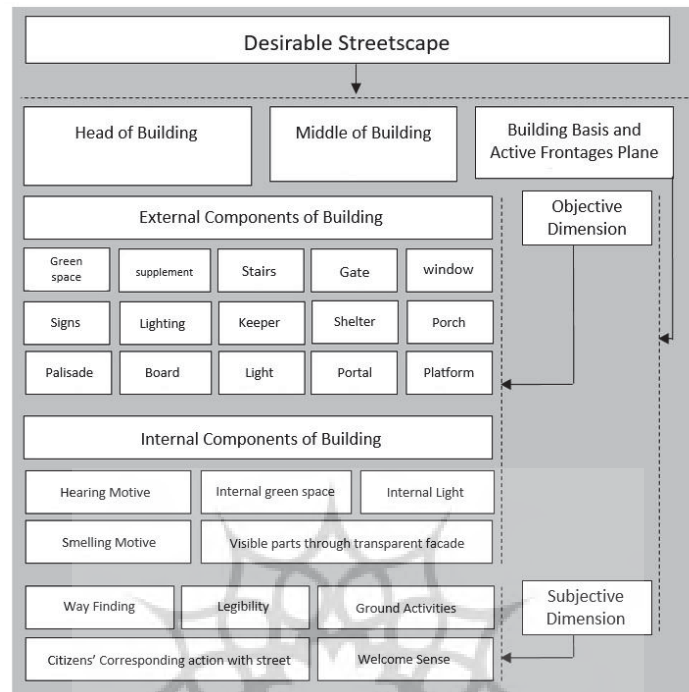 Desirable Streetscape
Head of Building
Middle of Building
Building Basis and
Active Frontages Plane
External Components of Building
Objective
Dimension
Green
space
supplement
Stairs
Gate
window
Signs
Lighting
Keeper
Shelter
Porch
Palisade
Board
Light
Portal
Platform
Internal Components of Building
Hearing Motive
Internal green space
Internal Light
Smelling Motive
Visible parts through transparent facade
Way Finding
Legibility
Ground Activities
Subjective
Dimension
Citizens' Corresponding action with street
Welcome Sense